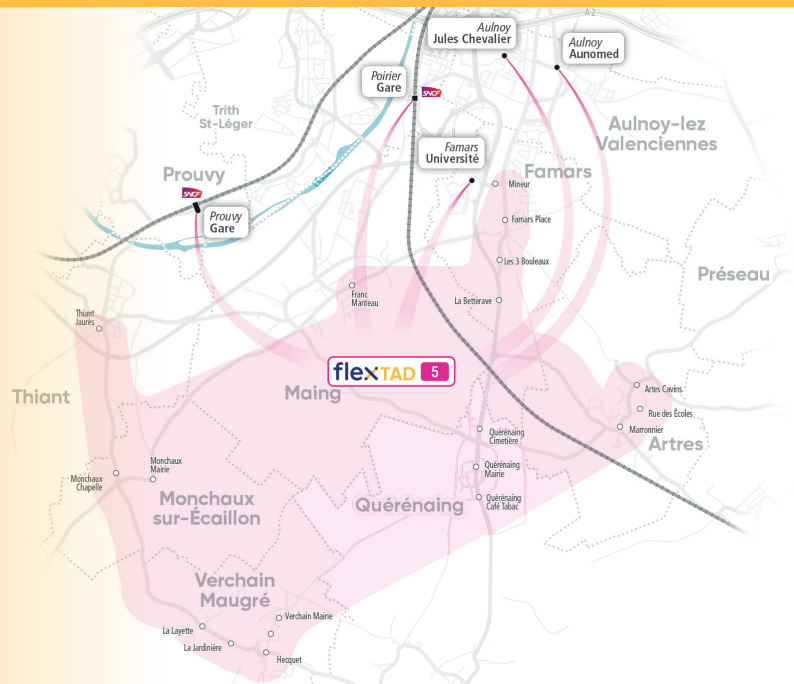 A2
Aulnoy
Jules Chevalier
Aulnoy
Aunomed
Poirier
Gare
SNCF
Trith
St-Léger
Aulnoy-lez
Valenciennes
Famars
Université
Prouvy
Famars
Mineur
SNCF
Prouvy
Gare
Famars Place
Les 3 Bouleaux
Préseau
Franc
Manteau
La Betterave
Thiant
Jaurès
flexTAD 5
Thiant
Maing
Artes Cavins
Rue des Écoles
Marronnier
Artres
Quérénaing
Cimetière
Monchaux
Mairie
Quérénaing
Mairie
Monchaux
Chapelle
Monchaux
sur-Écaillon
Quérénaing
Quérénaing
Café Tabac
Verchain
Maugré
Verchain Mairie
La Layette
La Jardinière
Hecquet